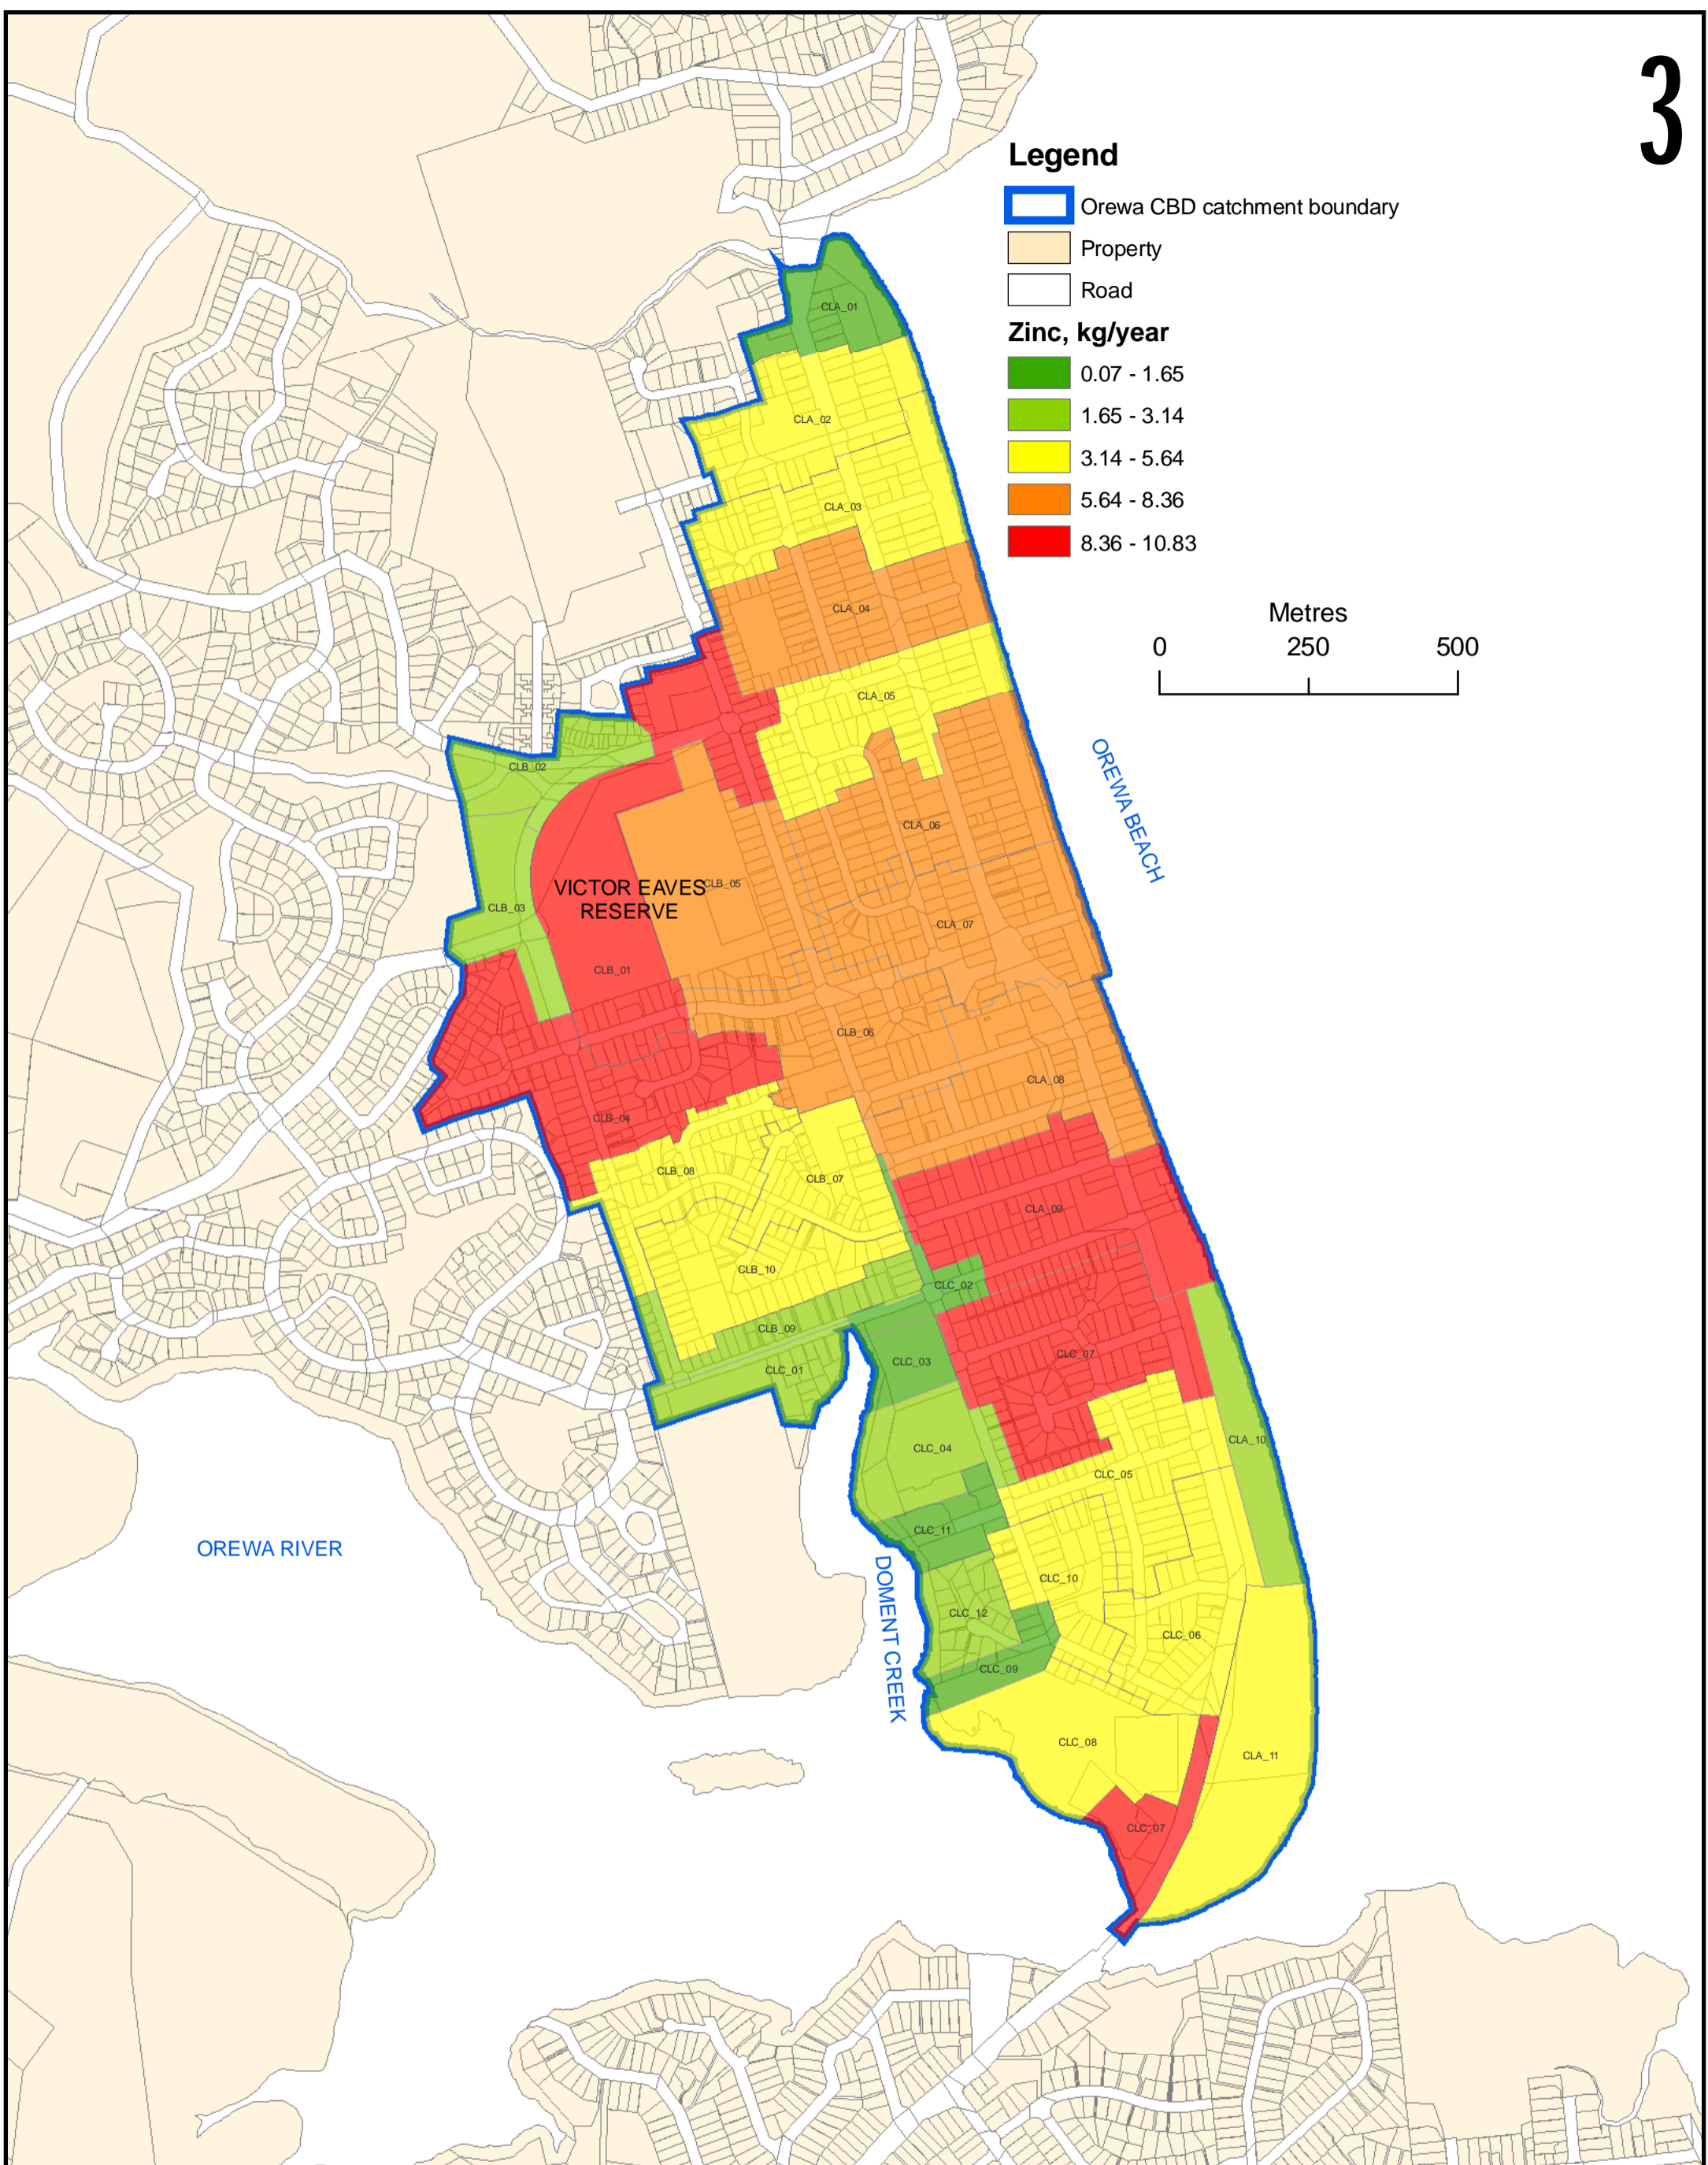 3
Legend
Orewa CBD catchment boundary
Property
Road
Zinc, kg/year
0.07 - 1.65
1.65 - 3.14
3.14 - 5.64
5.64 - 8.36
8.36 - 10.83
Metres
0 250 500
CLA_01
CLA_02
CLA_03
CLA_04
CLA_05
CLB_02
OREWA BEACH
CLA_06
CLB_05
VICTOR EAVES
RESERVE
CLB_03
CLA_07
CLB_01
CLB_06
CLA_08
CLB_04
CLB_08
CLB_07
CLA_09
CLB_10
CLC_02
CLB_09
CLC_07
CLC_03
CLC_01
CLA_10
CLC_04
CLC_05
CLC_11
OREWA RIVER
CLC_10
DOMENT CREEK
CLC_12
CLC_06
CLC_09
CLC_08
CLA_11
CLC_07